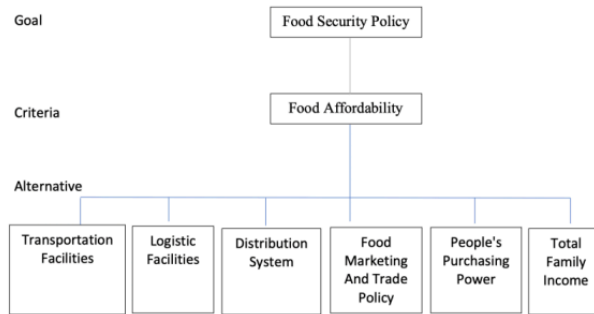 Goal
Food Security Policy
Criteria
Food Affordability
Alternative
Transportation
Facilities
Logistic
Facilities
Distribution
System
Food
Marketing
And Trade
Policy
People's
Purchasing
Power
Total
Family
Income